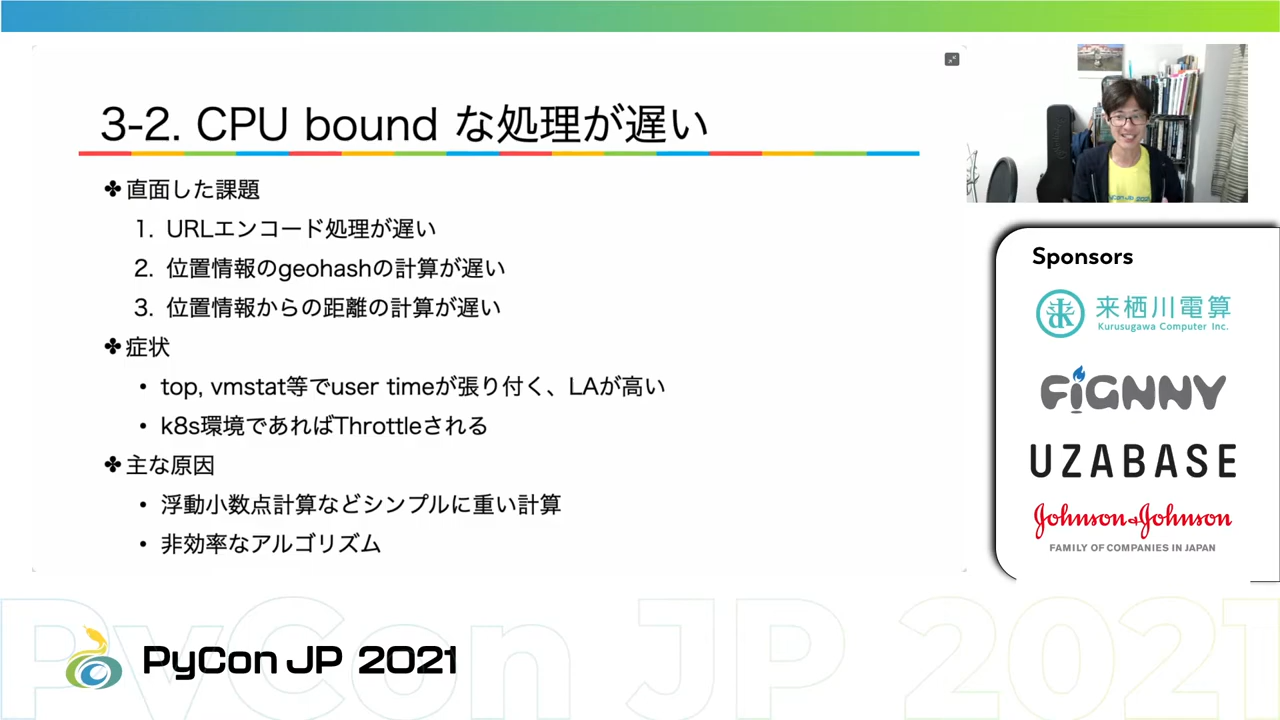 3-2. CPU bound な処理が遅い
✤ 直面した課題
1. URLエンコード処理が遅い
2. 位置情報のgeohashの計算が遅い
3. 位置情報からの距離の計算が遅い
✤ 症状
• top, vmstat等でuser timeが張り付く、LAが高い
• k8s環境であればThrottleされる
✤ 主な原因
• 浮動小数点計算などシンプルに重い計算
• 非効率なアルゴリズム
Sponsors
来栖川電算
Kurusugawa Computer Inc.
FiGNNY
UZABASE
Johnson & Johnson
FAMILY OF COMPANIES IN JAPAN
PyCon JP 2021
PyCon JP 2021